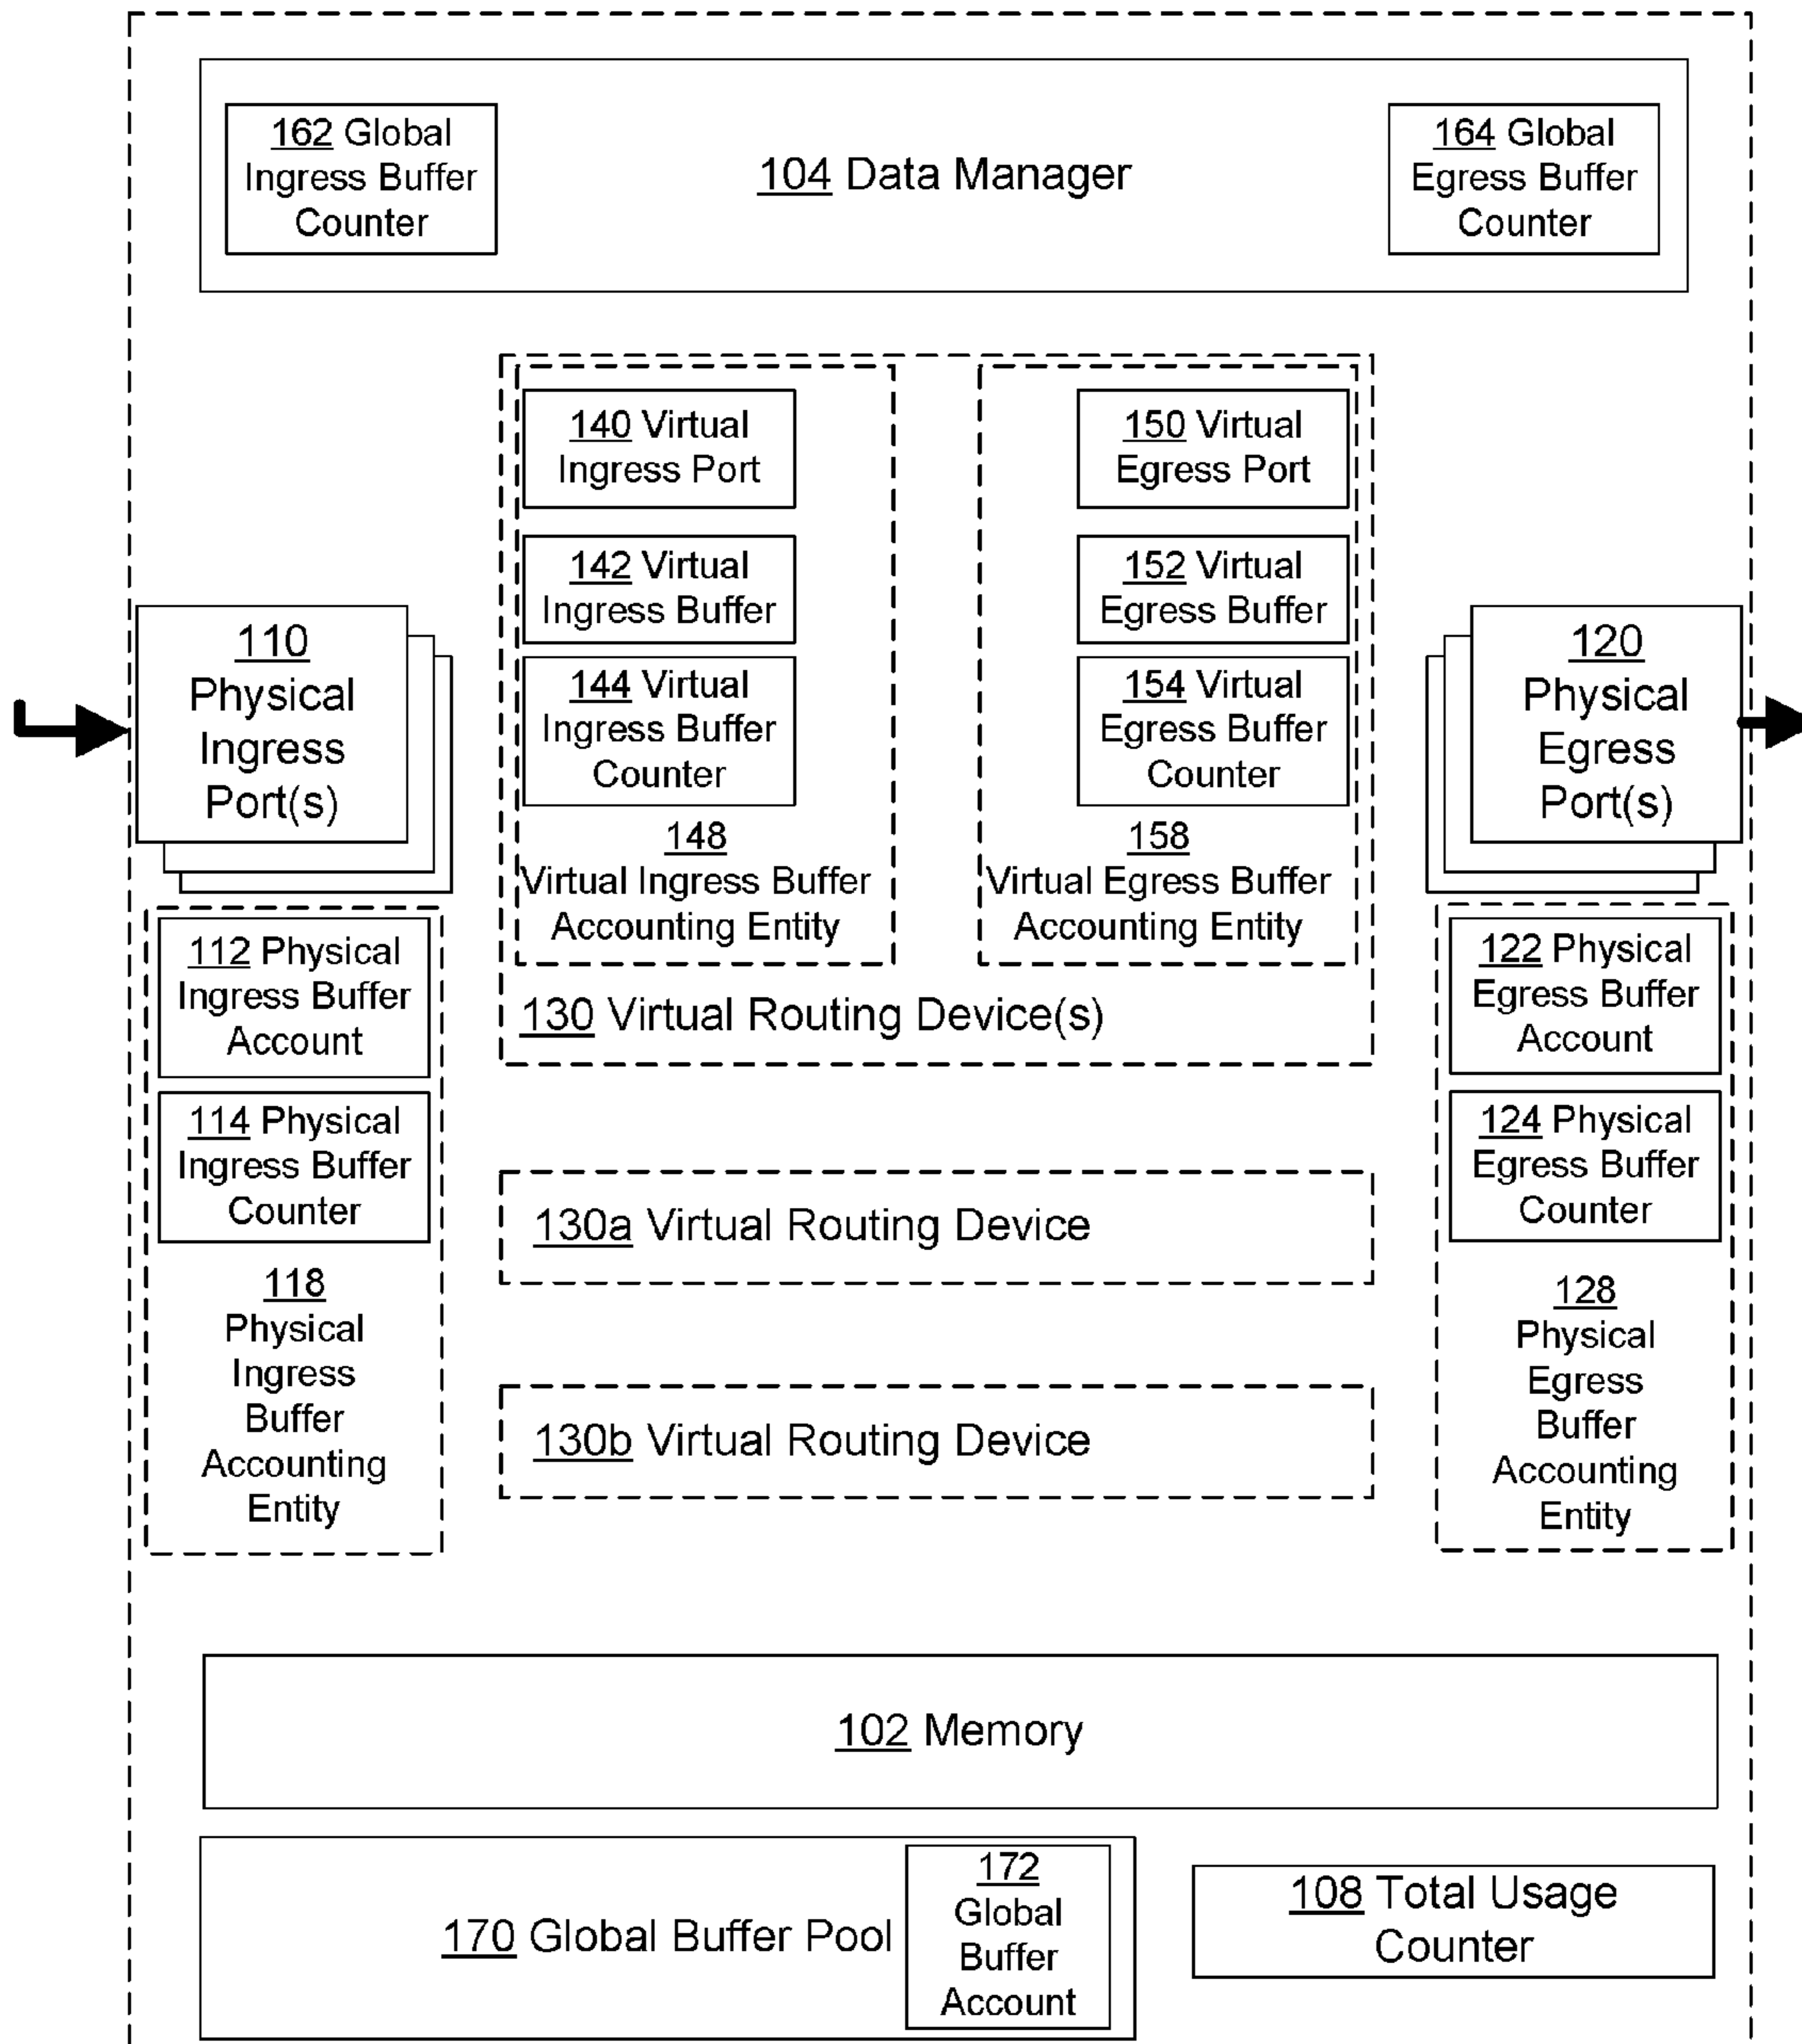 162 Global
Ingress Buffer
Counter
104 Data Manager
164 Global
Egress Buffer
Counter
140 Virtual
Ingress Port
142 Virtual
Ingress Buffer
144 Virtual
Ingress Buffer
Counter
148
Virtual Ingress Buffer
Accounting Entity
150 Virtual
Egress Port
152 Virtual
Egress Buffer
154 Virtual
Egress Buffer
Counter
158
Virtual Egress Buffer
Accounting Entity
130 Virtual Routing Device(s)
110
Physical
Ingress
Port(s)
120
Physical
Egress
Port(s)
112 Physical
Ingress Buffer
Account
114 Physical
Ingress Buffer
Counter
118
Physical
Ingress
Buffer
Accounting
Entity
130a Virtual Routing Device
130b Virtual Routing Device
122 Physical
Egress Buffer
Account
124 Physical
Egress Buffer
Counter
128
Physical
Egress
Buffer
Accounting
Entity
102 Memory
170 Global Buffer Pool
172
Global
Buffer
Account
108 Total Usage
Counter